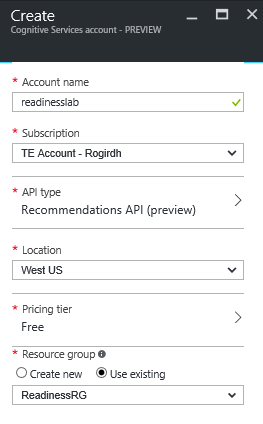 Create
Cognitive Services account - PREVIEW
* Account name
readinesslab
* Subscription
TE Account - Rogirdh
* API type
Recommendations API (preview)
* Location
West US
* Pricing tier
Free
* Resource group
Create new Use existing
ReadinessRG